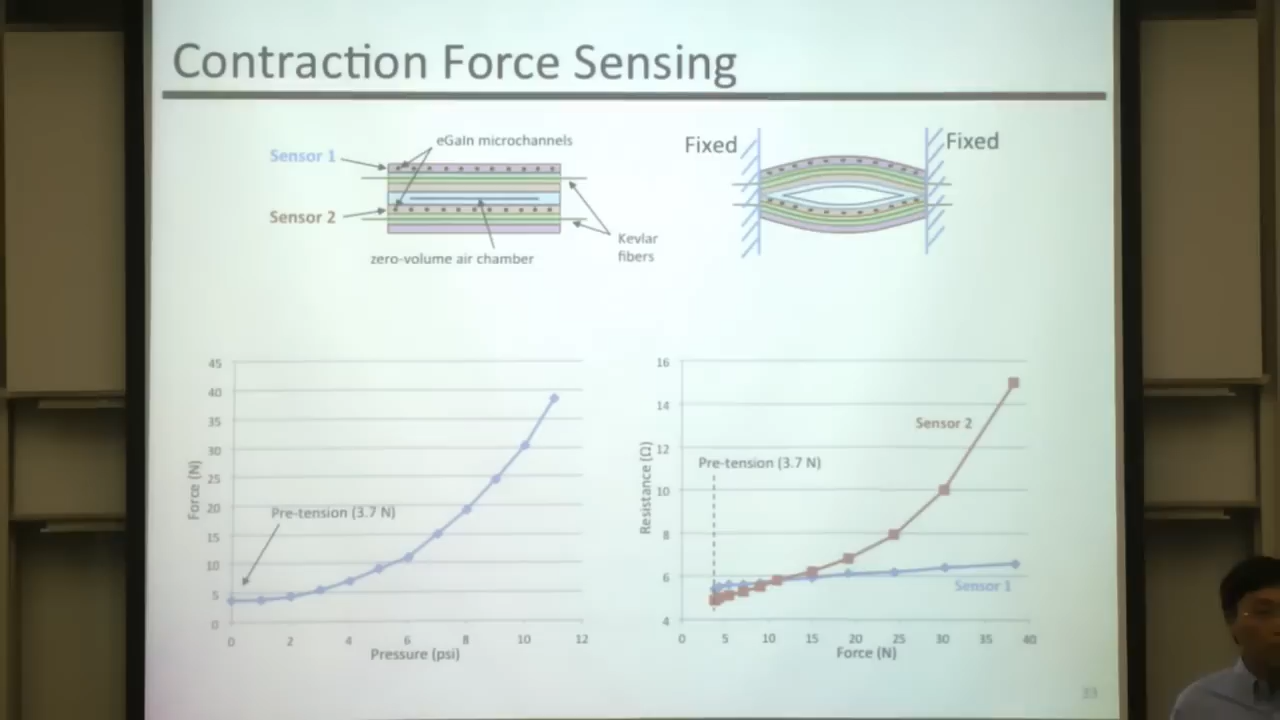 Contraction Force Sensing
eGaIn microchannels
Sensor 1
Sensor 2
zero-volume air chamber
Kevlar
fibers
Fixed
Fixed
45
40
35
30
25
20
15
10
5
0
Force (N)
Pre-tension (3.7 N)
0 2 4 6 8 10 12
Pressure (psi)
16
14
12
10
8
6
4
Resistance (Ω)
Pre-tension (3.7 N)
Sensor 2
Sensor 1
0 5 10 15 20 25 30 35 40
Force (N)
33